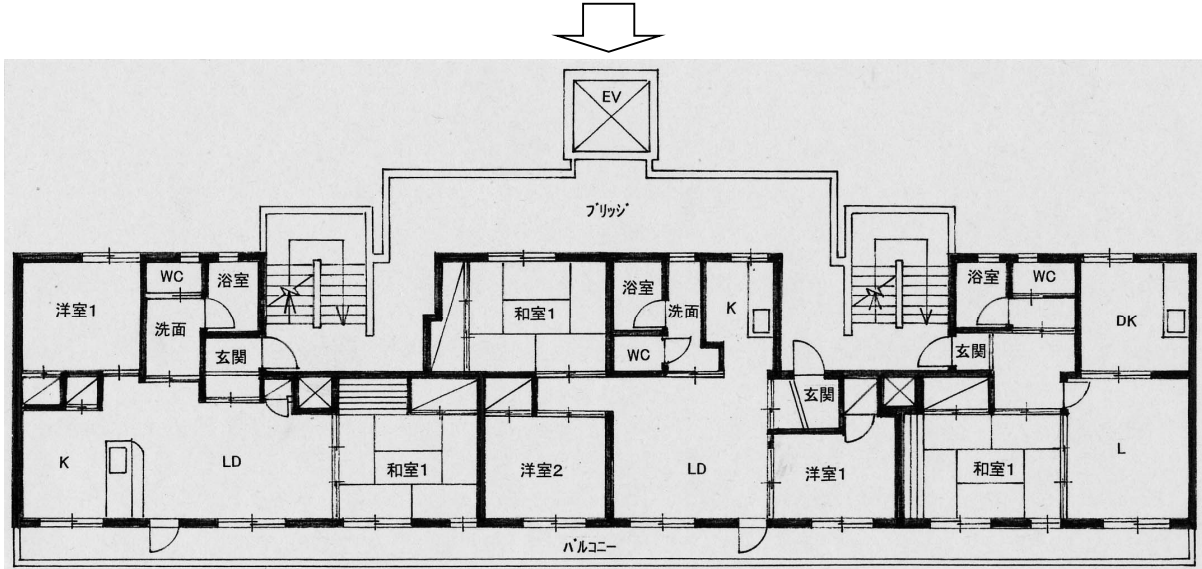 EV
ブリッジ
洋室1
WC
浴室
洗面
玄関
K
LD
和室1
和室1
浴室
洗面
WC
K
洋室2
LD
玄関
洋室1
浴室
WC
玄関
DK
和室1
L
バルコニー